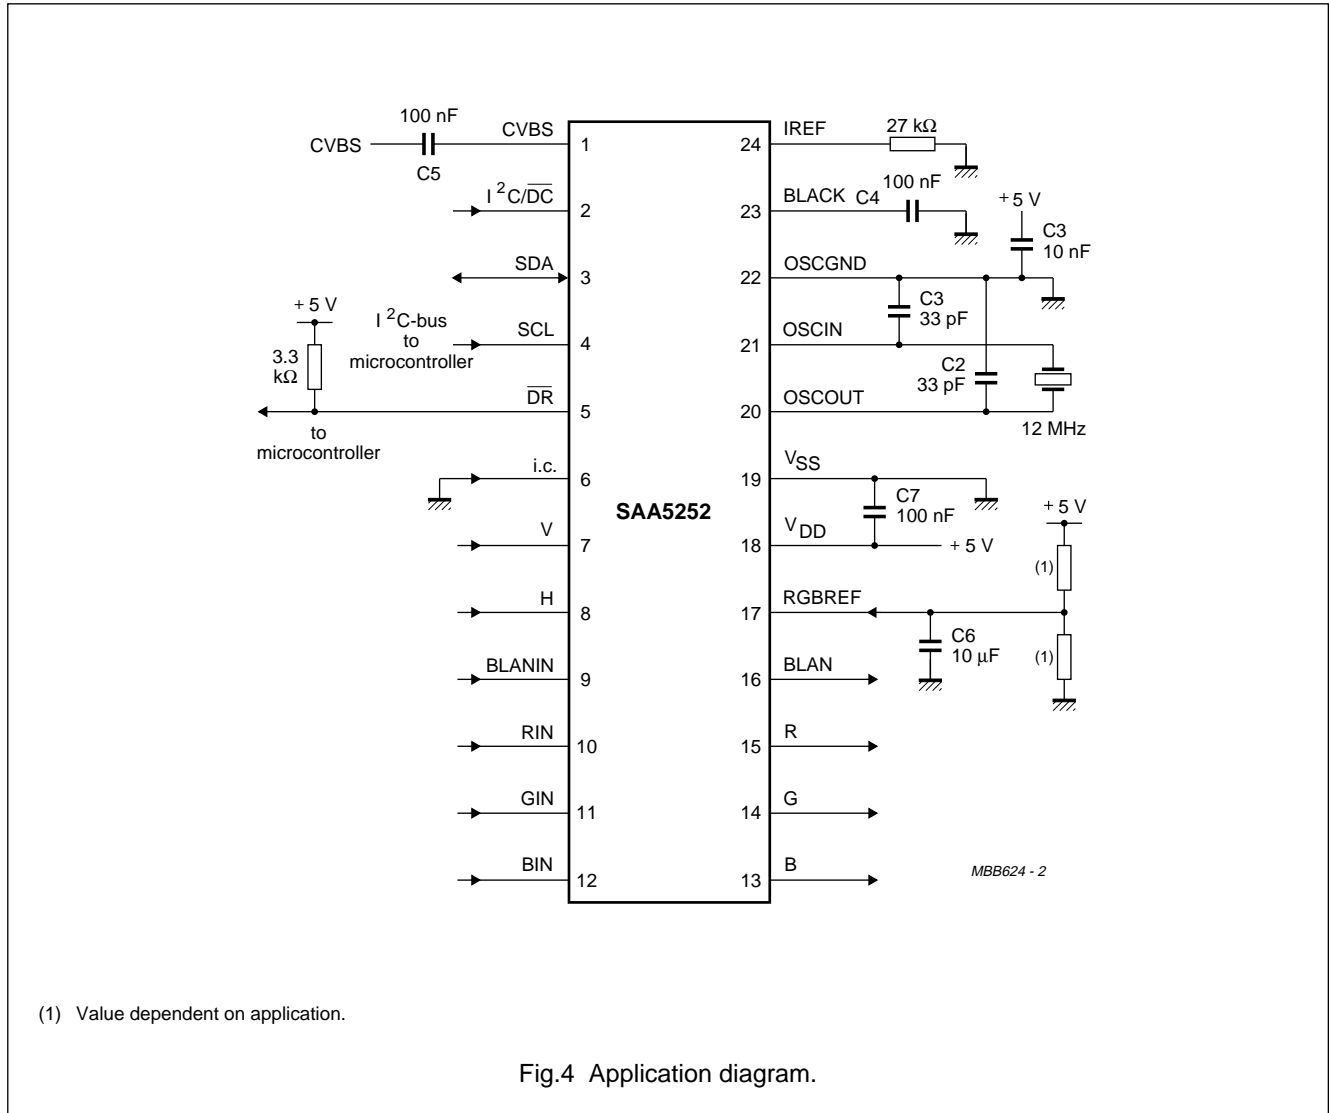 100 nF
CVBS
C5
CVBS
1
I ²C/D̅C̅
2
SDA
3
+ 5 V
3.3
kΩ
I ²C-bus
to
microcontroller
SCL
4
D̅R̅
5
to
microcontroller
i.c.
6
V
7
H
8
BLANIN
9
RIN
10
GIN
11
BIN
12
SAA5252
24
IREF
27 kΩ
23
BLACK
C4
100 nF
+ 5 V
C3
10 nF
22
OSCGND
C3
33 pF
21
OSCIN
C2
33 pF
20
OSCOUT
12 MHz
19
VSS
C7
100 nF
18
VDD
+ 5 V
+ 5 V
(1)
17
RGBREF
C6
10 µF
(1)
16
BLAN
15
R
14
G
13
B
MBB624 - 2
(1) Value dependent on application.
Fig.4 Application diagram.